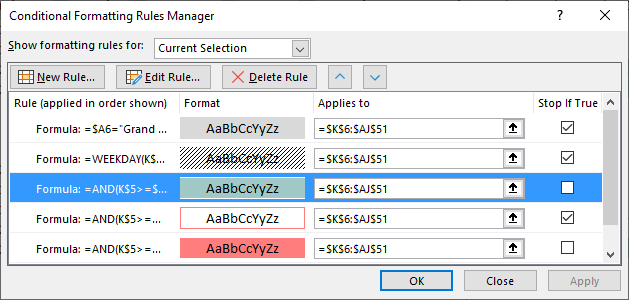 Conditional Formatting Rules Manager
Show formatting rules for: Current Selection
New Rule... Edit Rule... Delete Rule
Rule (applied in order shown) Format Applies to Stop If True
Formula: =$A6="Grand ... AaBbCcYyZz =$K$6:$AJ$51
Formula: =WEEKDAY(K$... AaBbCcYyZz =$K$6:$AJ$51
Formula: =AND(K$5>=$... AaBbCcYyZz =$K$6:$AJ$51
Formula: =AND(K$5>=... AaBbCcYyZz =$K$6:$AJ$51
Formula: =AND(K$5>=... AaBbCcYyZz =$K$6:$AJ$51
OK Close Apply